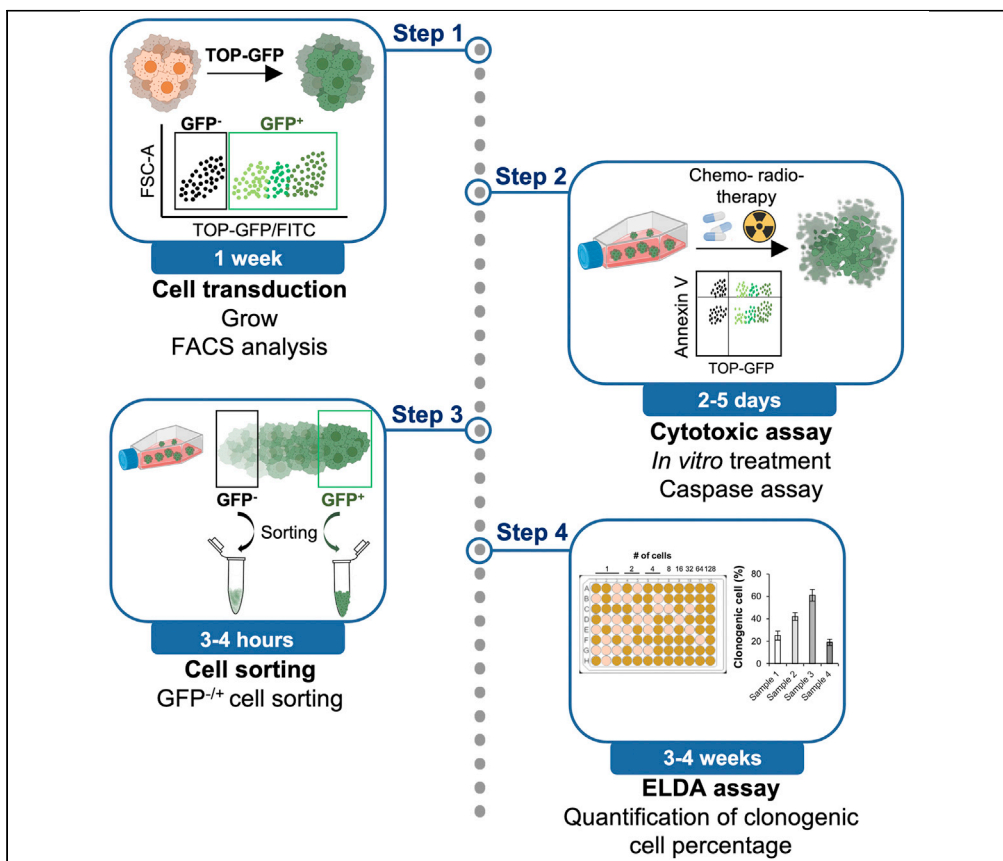 Step 1
TOP-GFP
GFP⁻ GFP⁺
FSC-A
TOP-GFP/FITC
1 week
Cell transduction
Grow
FACS analysis
Step 2
Chemo- radio-
therapy
Annexin V
TOP-GFP
2-5 days
Cytotoxic assay
In vitro treatment
Caspase assay
Step 3
GFP⁻ GFP⁺
Sorting
3-4 hours
Cell sorting
GFP⁻/⁺ cell sorting
Step 4
# of cells
1 2 4 8 16 32 64 128
A
B
C
D
E
F
G
H
Clonogenic cell (%)
80
60
40
20
0
Sample 1
Sample 2
Sample 3
Sample 4
3-4 weeks
ELDA assay
Quantification of clonogenic
cell percentage